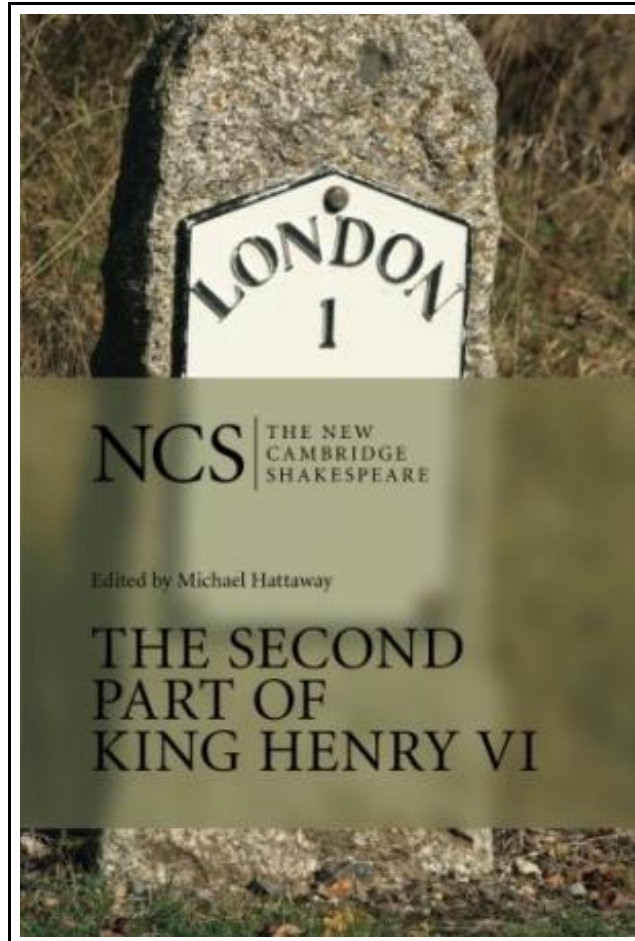 LONDON
1
NCS
THE NEW
CAMBRIDGE
SHAKESPEARE
Edited by Michael Hattaway
THE SECOND
PART OF
KING HENRY VI